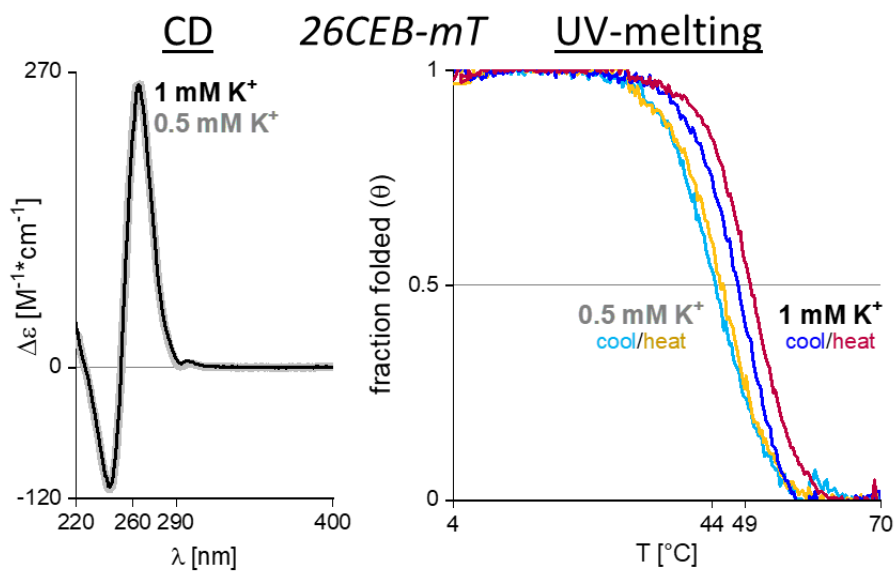 CD 26CEB-mT UV-melting
270
1 mM K⁺
0.5 mM K⁺
0
-120
220 260 290 400
Δε [M⁻¹*cm⁻¹]
λ [nm]
1
0.5
0
fraction folded (θ)
0.5 mM K⁺ 1 mM K⁺
cool/heat cool/heat
4 44 49 70
T [°C]